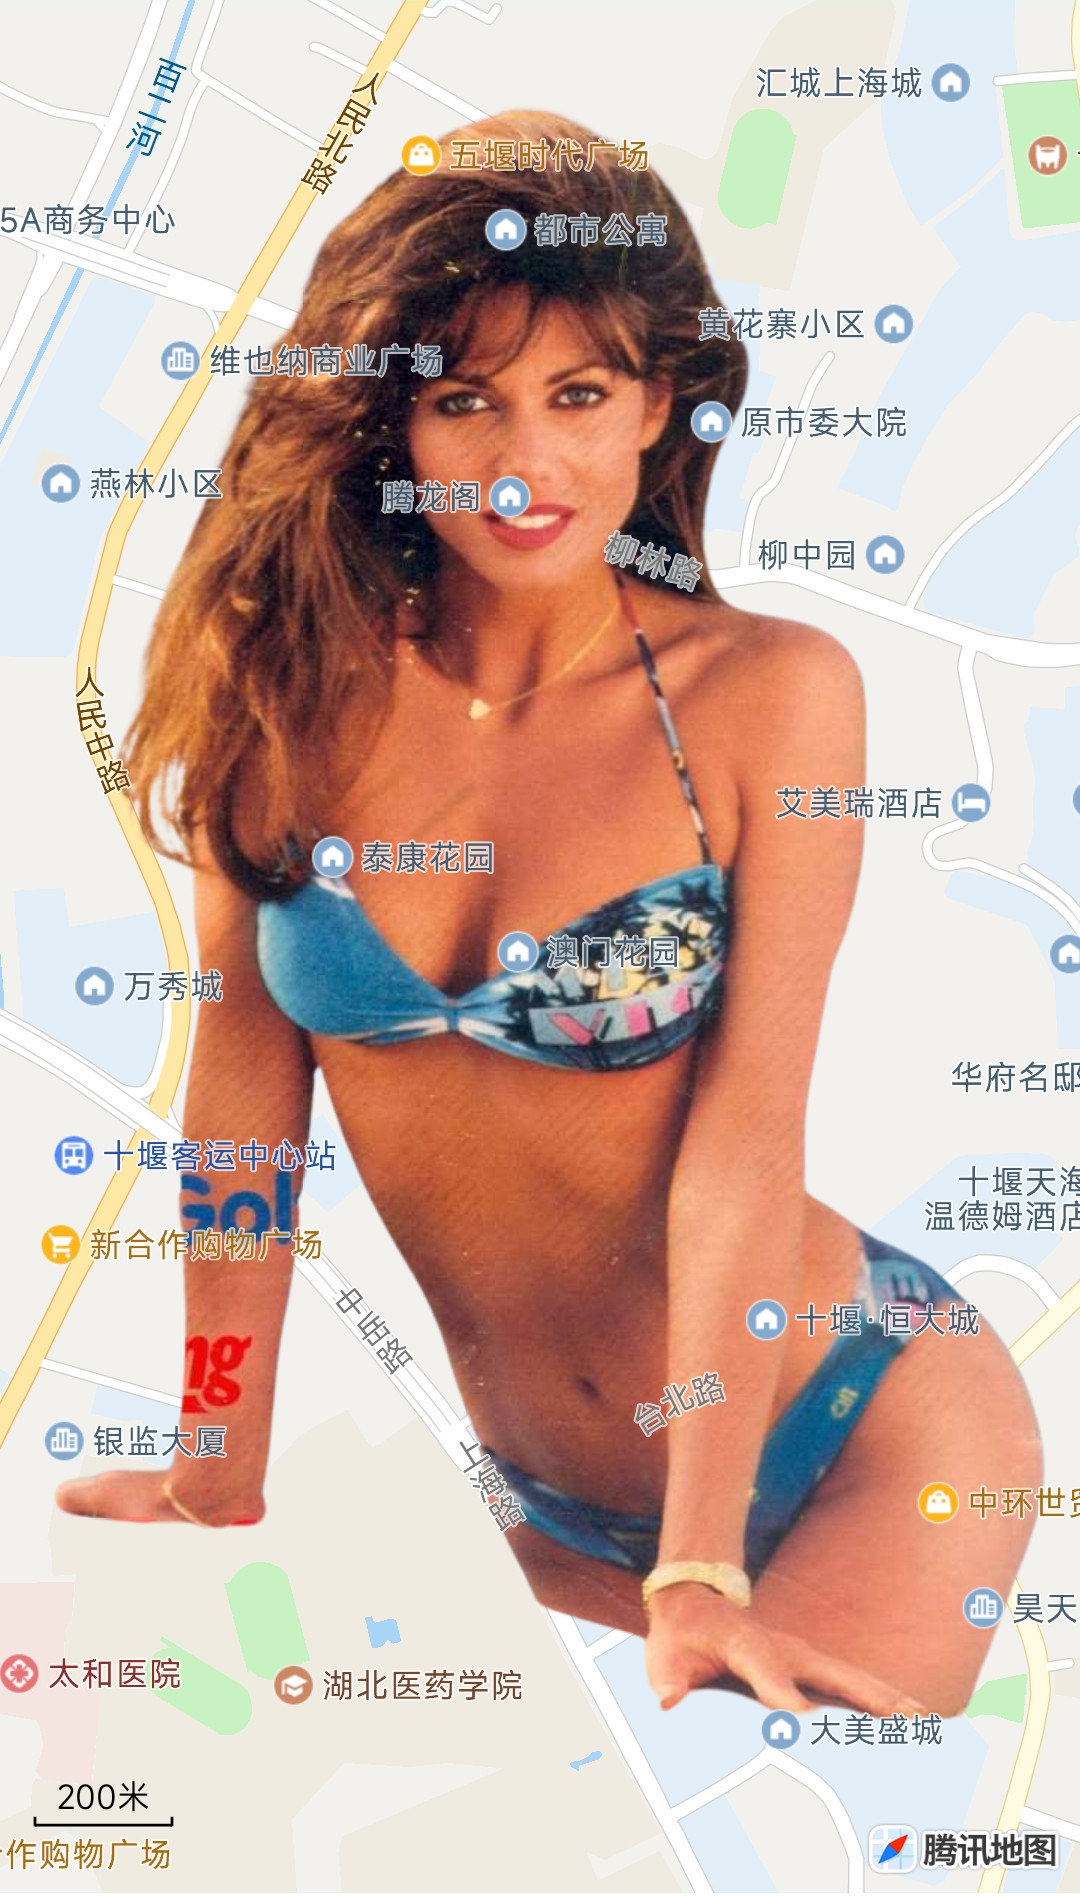 百二河
人民北路
汇城上海城
五堰时代广场
5A商务中心
都市公寓
黄花寨小区
维也纳商业广场
原市委大院
燕林小区
腾龙阁
柳林路
柳中园
人民中路
艾美瑞酒店
泰康花园
澳门花园
万秀城
华府名邸
十堰客运中心站
十堰天海
温德姆酒店
Gol
新合作购物广场
中岳路
十堰·恒大城
ng
台北路
银监大厦
上海路
中环世贸
昊天
太和医院
湖北医药学院
大美盛城
200米
作购物广场
腾讯地图